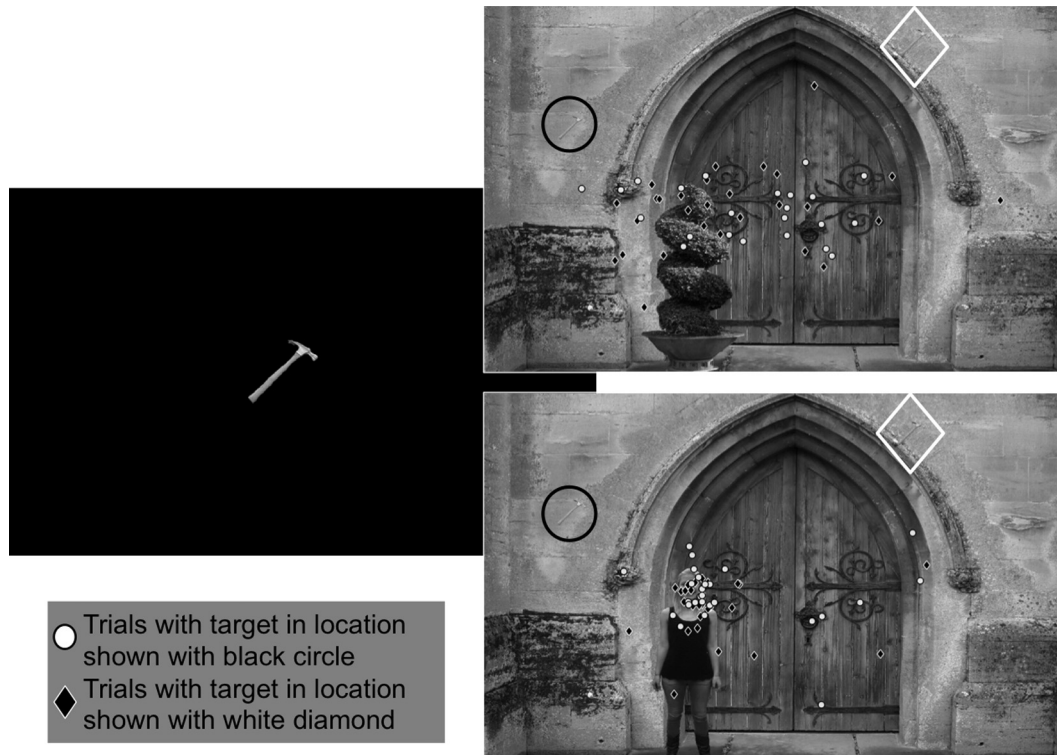 Trials with target in location
shown with black circle
Trials with target in location
shown with white diamond